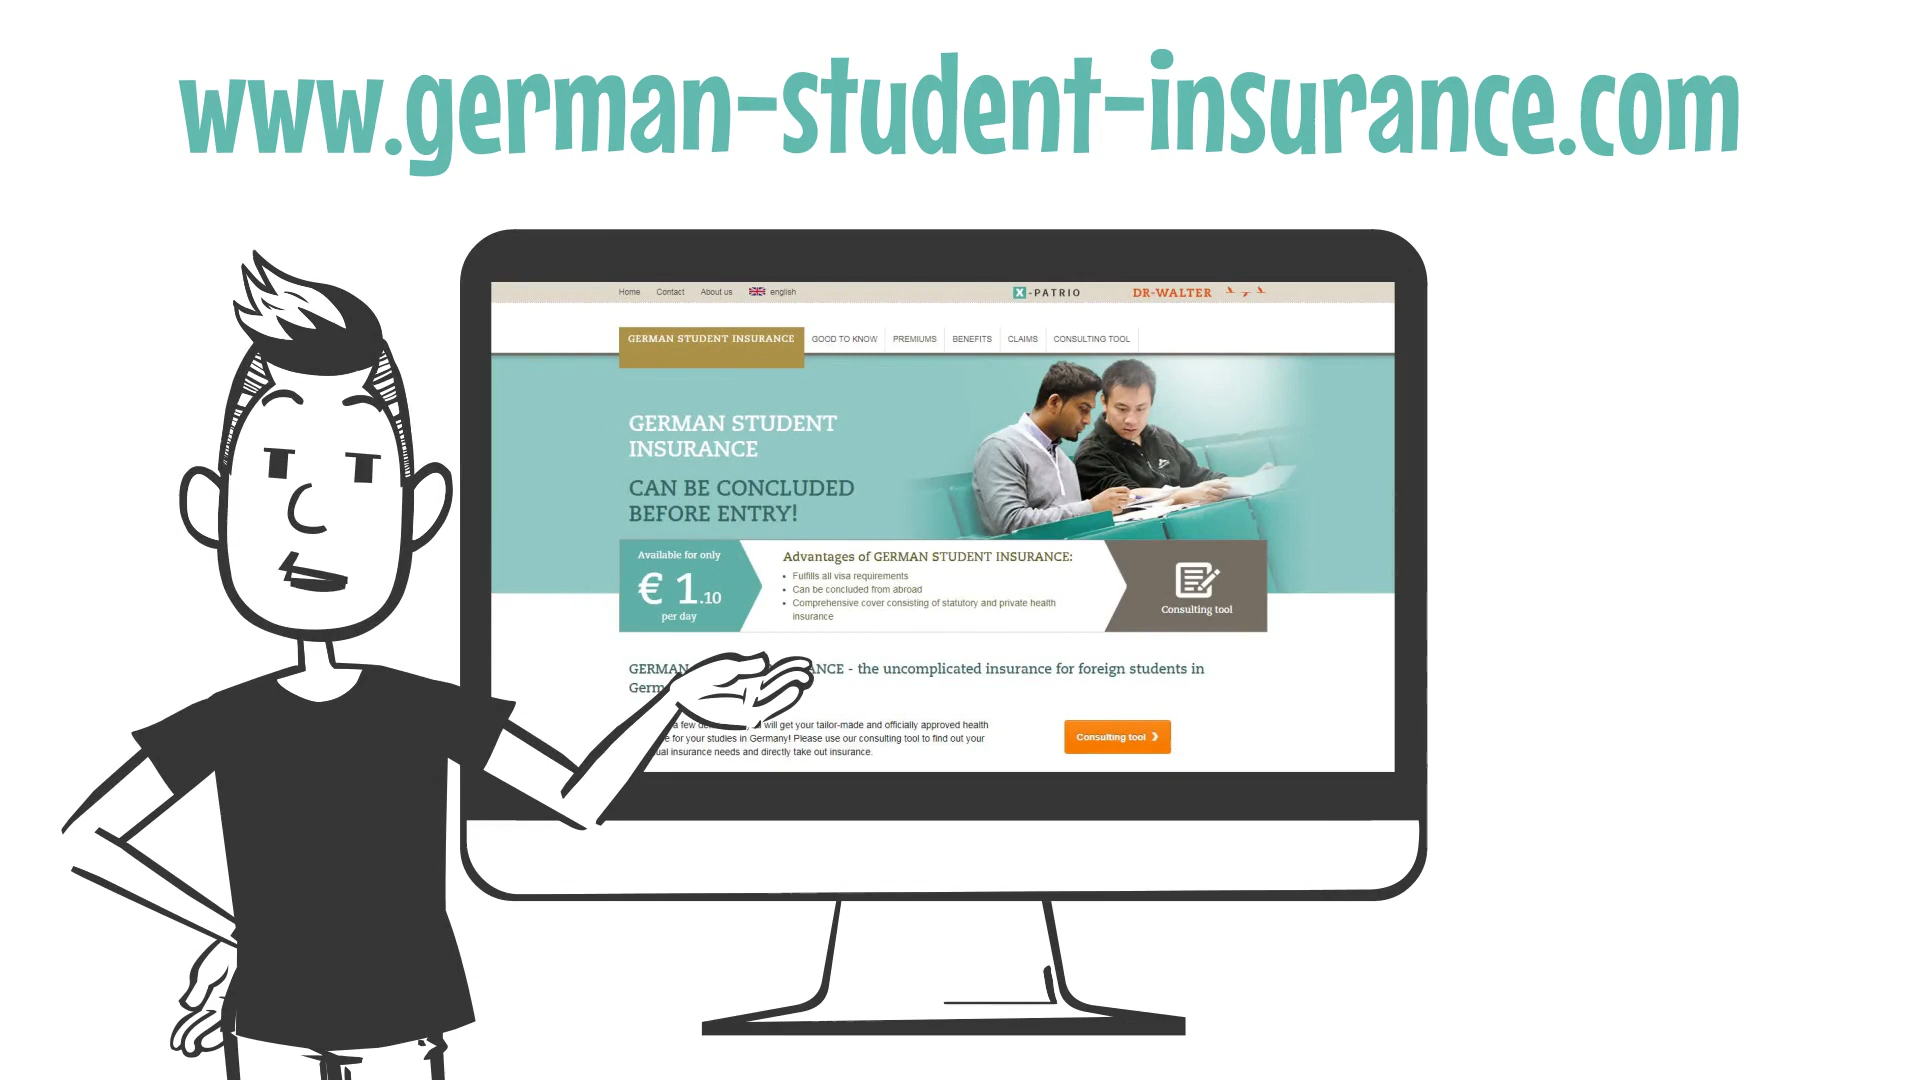 www.german-student-insurance.com
Home Contact About us english X-PATRIO DR-WALTER
GERMAN STUDENT INSURANCE GOOD TO KNOW PREMIUMS BENEFITS CLAIMS CONSULTING TOOL
GERMAN STUDENT
INSURANCE
CAN BE CONCLUDED
BEFORE ENTRY!
Available for only
€ 1.10
per day
Advantages of GERMAN STUDENT INSURANCE:
• Fulfills all visa requirements
• Can be concluded from abroad
• Comprehensive cover consisting of statutory and private health
insurance
Consulting tool
GERMAN - the uncomplicated insurance for foreign students in
a few will get your tailor-made and officially approved health
for your studies in Germany! Please use our consulting tool to find out your
insurance needs and directly take out insurance.
Consulting tool